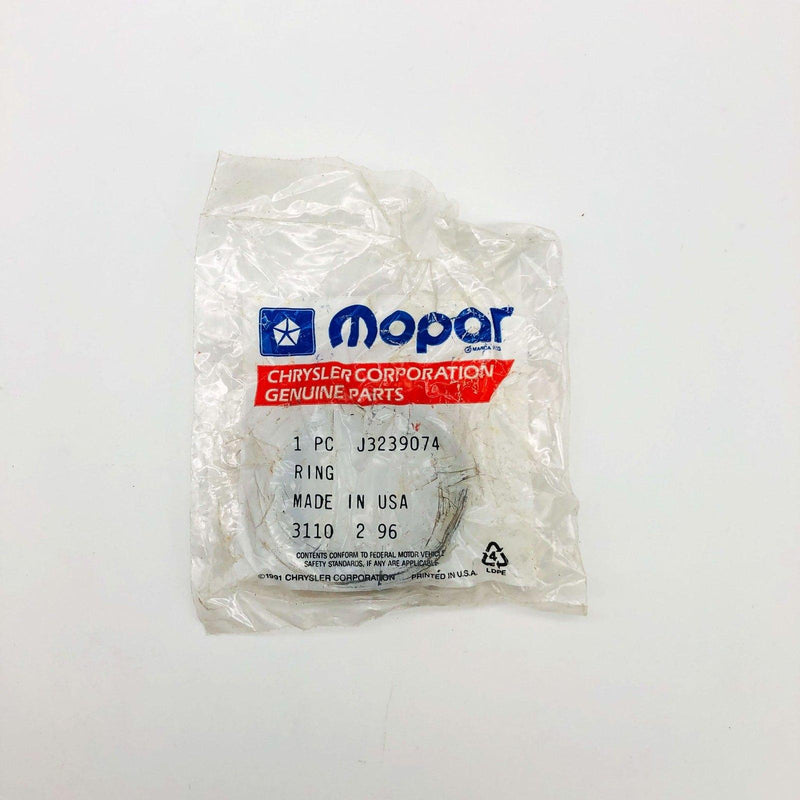 mopar
MARCA REG
CHRYSLER CORPORATION
GENUINE PARTS
1 PC J3239074
RING
MADE IN USA
3110 2 96
CONTENTS CONFORM TO FEDERAL MOTOR VEHICLE
SAFETY STANDARDS, IF ANY ARE APPLICABLE
©1991 CHRYSLER CORPORATION PRINTED IN U.S.A.
4
LDPE